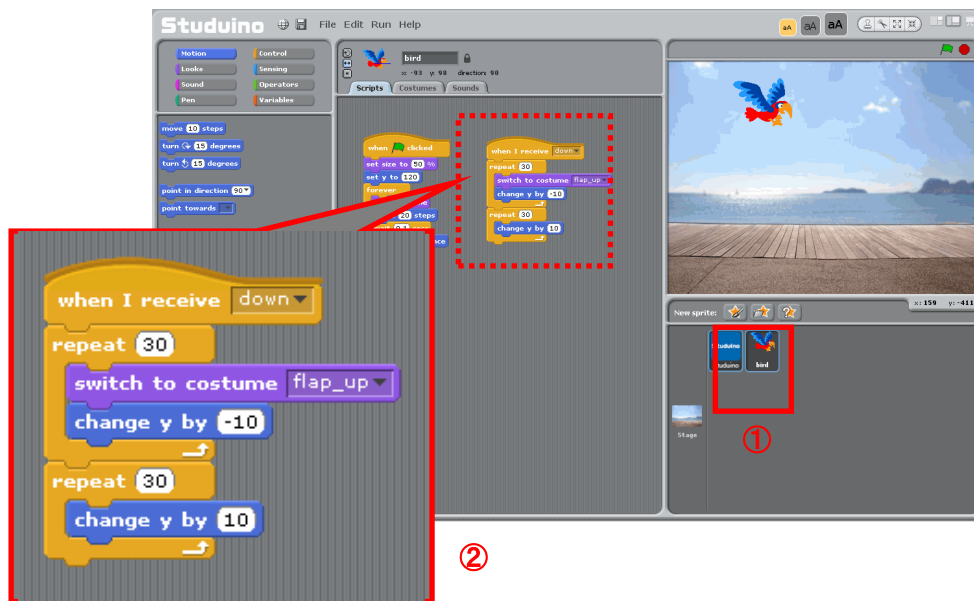 Studuino File Edit Run Help aA aA aA
Motion Control
Looks Sensing
Sound Operators
Pen Variables
bird
x: -93 y: 98 direction: 90
Scripts Costumes Sounds
move 10 steps
turn 15 degrees
turn 15 degrees
point in direction 90
point towards
when clicked
set size to 50 %
set y to 120
forever
20 steps
when I receive down
repeat 30
switch to costume flap_up
change y by -10
repeat 30
change y by 10
when I receive down
repeat 30
switch to costume flap_up
change y by -10
repeat 30
change y by 10
②
x: 159 y: -411
New sprite:
Studuino
Studuino bird
Stage
①